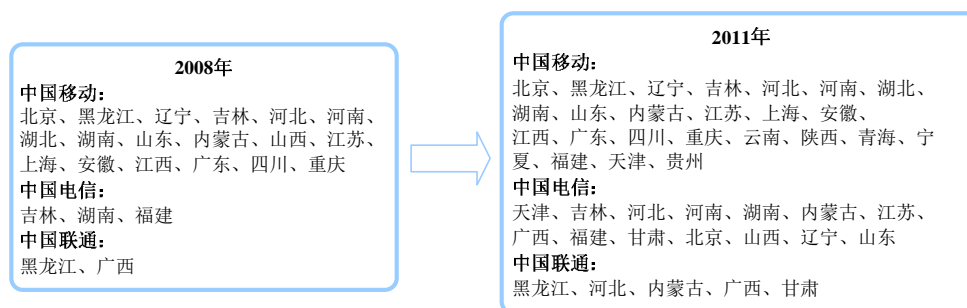 2008年
中国移动：
北京、黑龙江、辽宁、吉林、河北、河南、
湖北、湖南、山东、内蒙古、山西、江苏、
上海、安徽、江西、广东、四川、重庆
中国电信：
吉林、湖南、福建
中国联通：
黑龙江、广西
2011年
中国移动：
北京、黑龙江、辽宁、吉林、河北、河南、湖北、
湖南、山东、内蒙古、江苏、上海、安徽、
江西、广东、四川、重庆、云南、陕西、青海、宁
夏、福建、天津、贵州
中国电信：
天津、吉林、河北、河南、湖南、内蒙古、江苏、
广西、福建、甘肃、北京、山西、辽宁、山东
中国联通：
黑龙江、河北、内蒙古、广西、甘肃